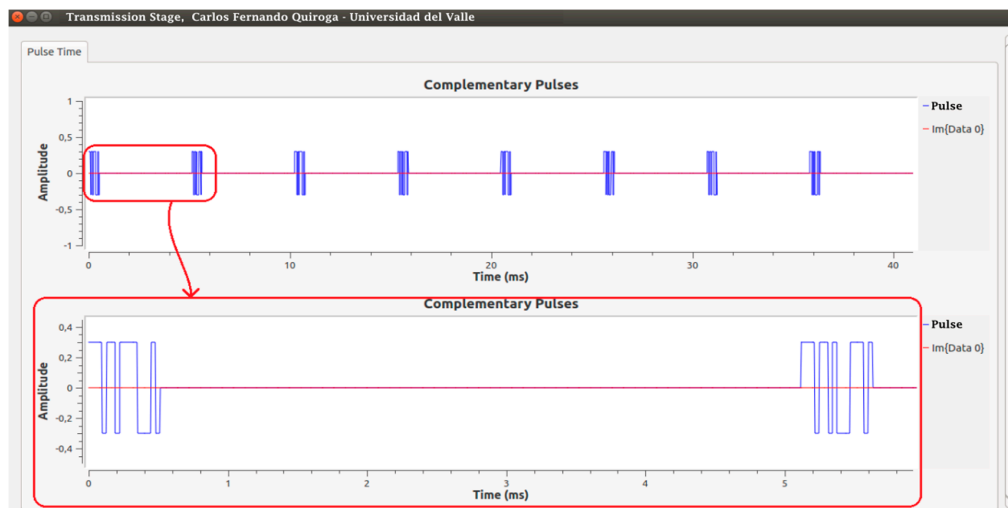 Transmission Stage, Carlos Fernando Quiroga - Universidad del Valle
Pulse Time
Complementary Pulses
1
0,5
0
-0,5
-1
Amplitude
0 10 20 30 40
Time (ms)
Pulse
Im{Data 0}
Complementary Pulses
0,4
0,2
0
-0,2
-0,4
Amplitude
0 1 2 3 4 5
Time (ms)
Pulse
Im{Data 0}